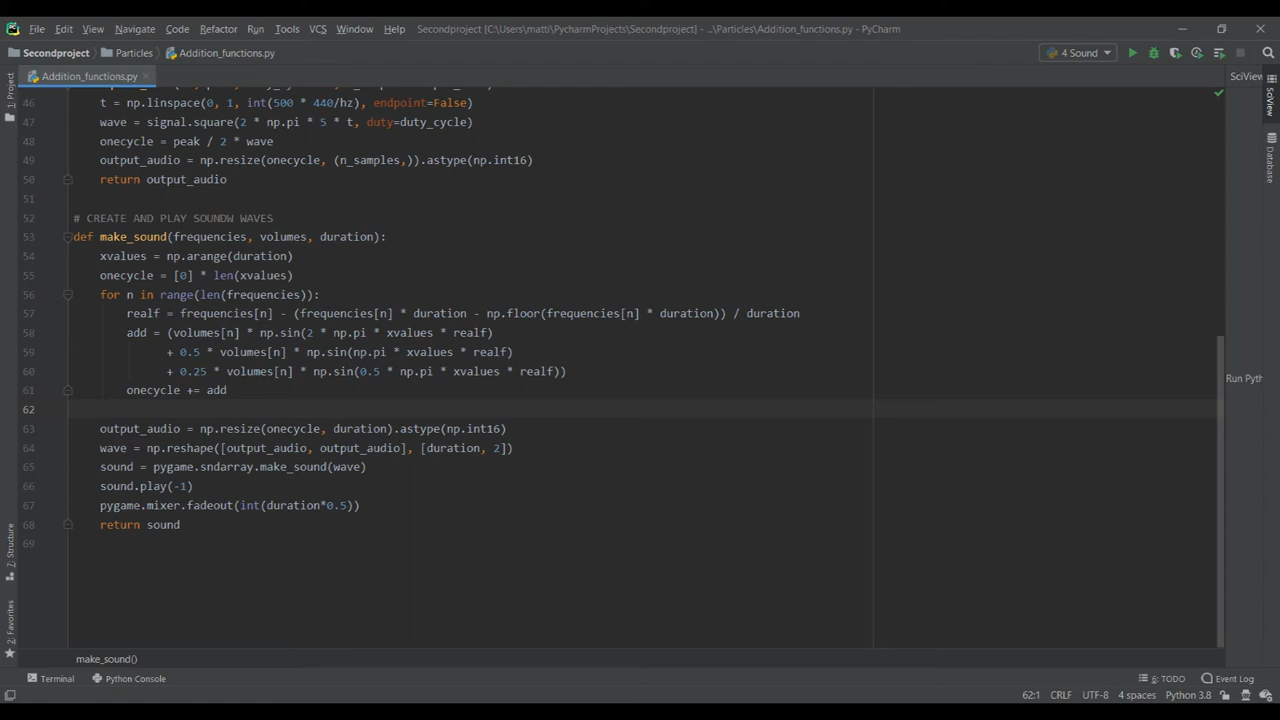 File Edit View Navigate Code Refactor Run Tools VCS Window Help Secondproject [C:\Users\matti\PycharmProjects\Secondproject] - ...\Particles\Addition_functions.py - PyCharm
Secondproject Particles Addition_functions.py 4 Sound
1: Project Addition_functions.py SciView:
46 t = np.linspace(0, 1, int(500 * 440/hz), endpoint=False)
47 wave = signal.square(2 * np.pi * 5 * t, duty=duty_cycle)
48 onecycle = peak / 2 * wave
49 output_audio = np.resize(onecycle, (n_samples,)).astype(np.int16)
50 return output_audio
51
52 # CREATE AND PLAY SOUNDW WAVES
53 def make_sound(frequencies, volumes, duration):
54 xvalues = np.arange(duration)
55 onecycle = [0] * len(xvalues)
56 for n in range(len(frequencies)):
57 realf = frequencies[n] - (frequencies[n] * duration - np.floor(frequencies[n] * duration)) / duration
58 add = (volumes[n] * np.sin(2 * np.pi * xvalues * realf)
59 + 0.5 * volumes[n] * np.sin(np.pi * xvalues * realf)
60 + 0.25 * volumes[n] * np.sin(0.5 * np.pi * xvalues * realf))
61 onecycle += add
62
63 output_audio = np.resize(onecycle, duration).astype(np.int16)
64 wave = np.reshape([output_audio, output_audio], [duration, 2])
65 sound = pygame.sndarray.make_sound(wave)
66 sound.play(-1)
67 pygame.mixer.fadeout(int(duration*0.5))
68 return sound
69
SciView
Database
Run Pyth
7: Structure
2: Favorites
make_sound()
Terminal Python Console 6: TODO Event Log
62:1 CRLF UTF-8 4 spaces Python 3.8